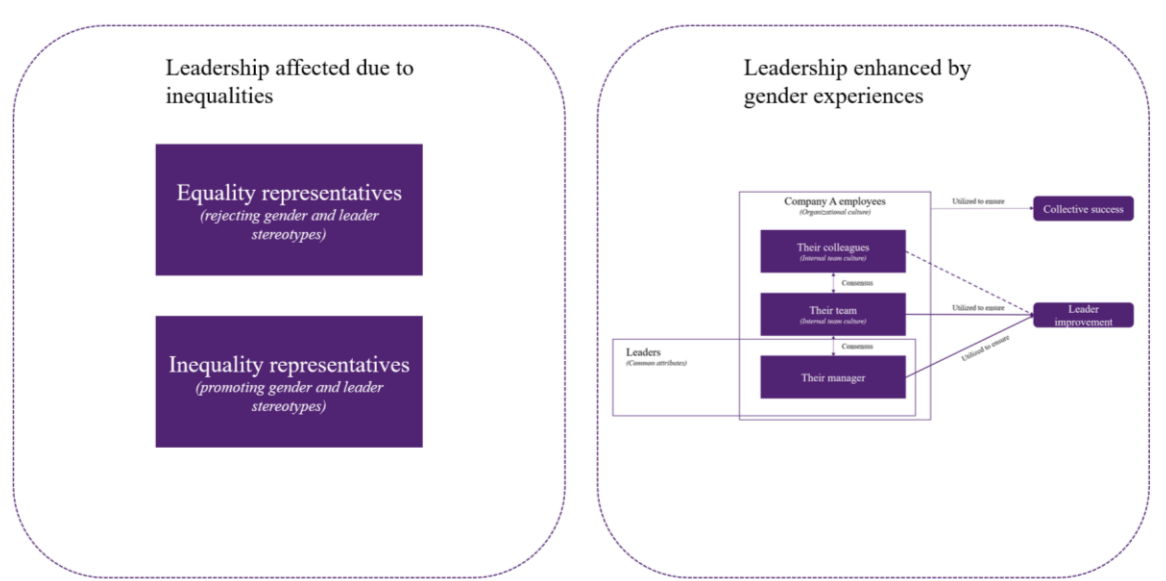 Leadership affected due to
inequalities
Equality representatives
(rejecting gender and leader
stereotypes)
Inequality representatives
(promoting gender and leader
stereotypes)
Leadership enhanced by
gender experiences
Company A employees
(Organizational culture)
Utilized to ensure
Collective success
Their colleagues
(Internal team culture)
Consensus
Their team
(Internal team culture)
Utilized to ensure
Leader
improvement
Consensus
Utilized to ensure
Leaders
(Common attributes)
Their manager